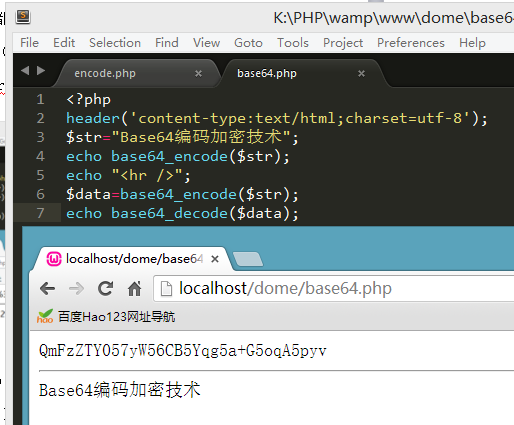 K:\PHP\wamp\www\dome\base6
File Edit Selection Find View Goto Tools Project Preferences Help
encode.php × base64.php ×
1 <?php
2 header('content-type:text/html;charset=utf-8');
3 $str="Base64编码加密技术";
4 echo base64_encode($str);
5 echo "<hr />";
6 $data=base64_encode($str);
7 echo base64_decode($data);
localhost/dome/base64 ×
localhost/dome/base64.php
hao 百度Hao123网址导航
QmFzZTY057yW56CB5Yqg5a+G5oqA5pyv
Base64编码加密技术